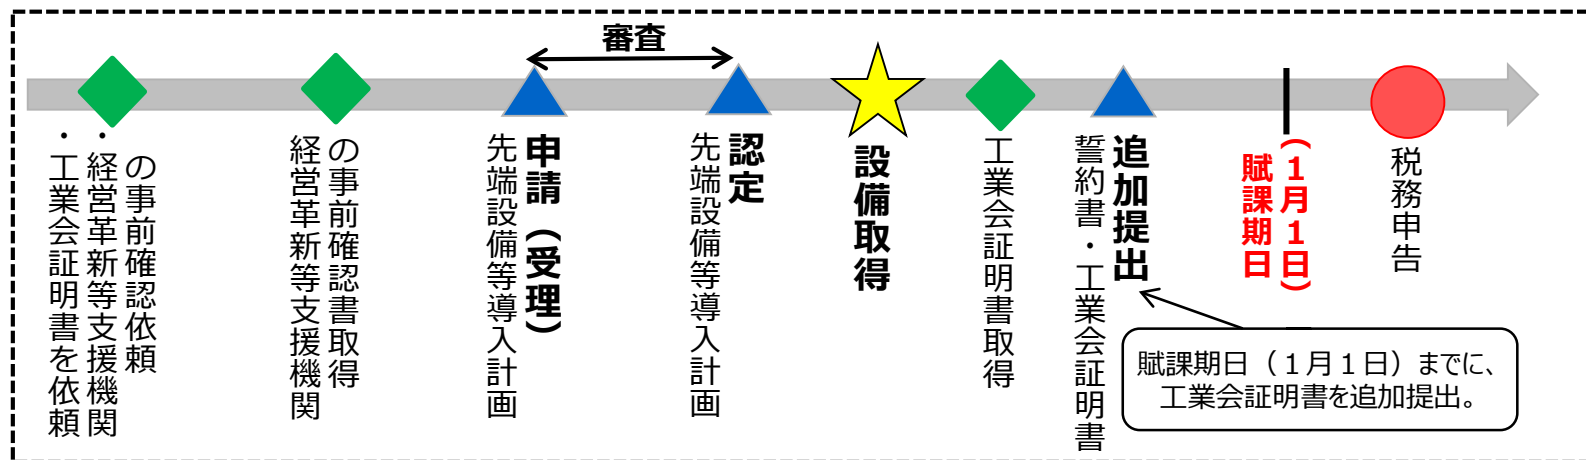 審査
・工業会証明書を依頼
・経営革新等支援機関
の事前確認依頼
経営革新等支援機関
の事前確認書取得
先端設備等導入計画
申請（受理）
先端設備等導入計画
認定
設備取得
工業会証明書取得
誓約書・工業会証明書
追加提出
賦課期日
（１月１日）
税務申告
賦課期日（１月１日）までに、
工業会証明書を追加提出。